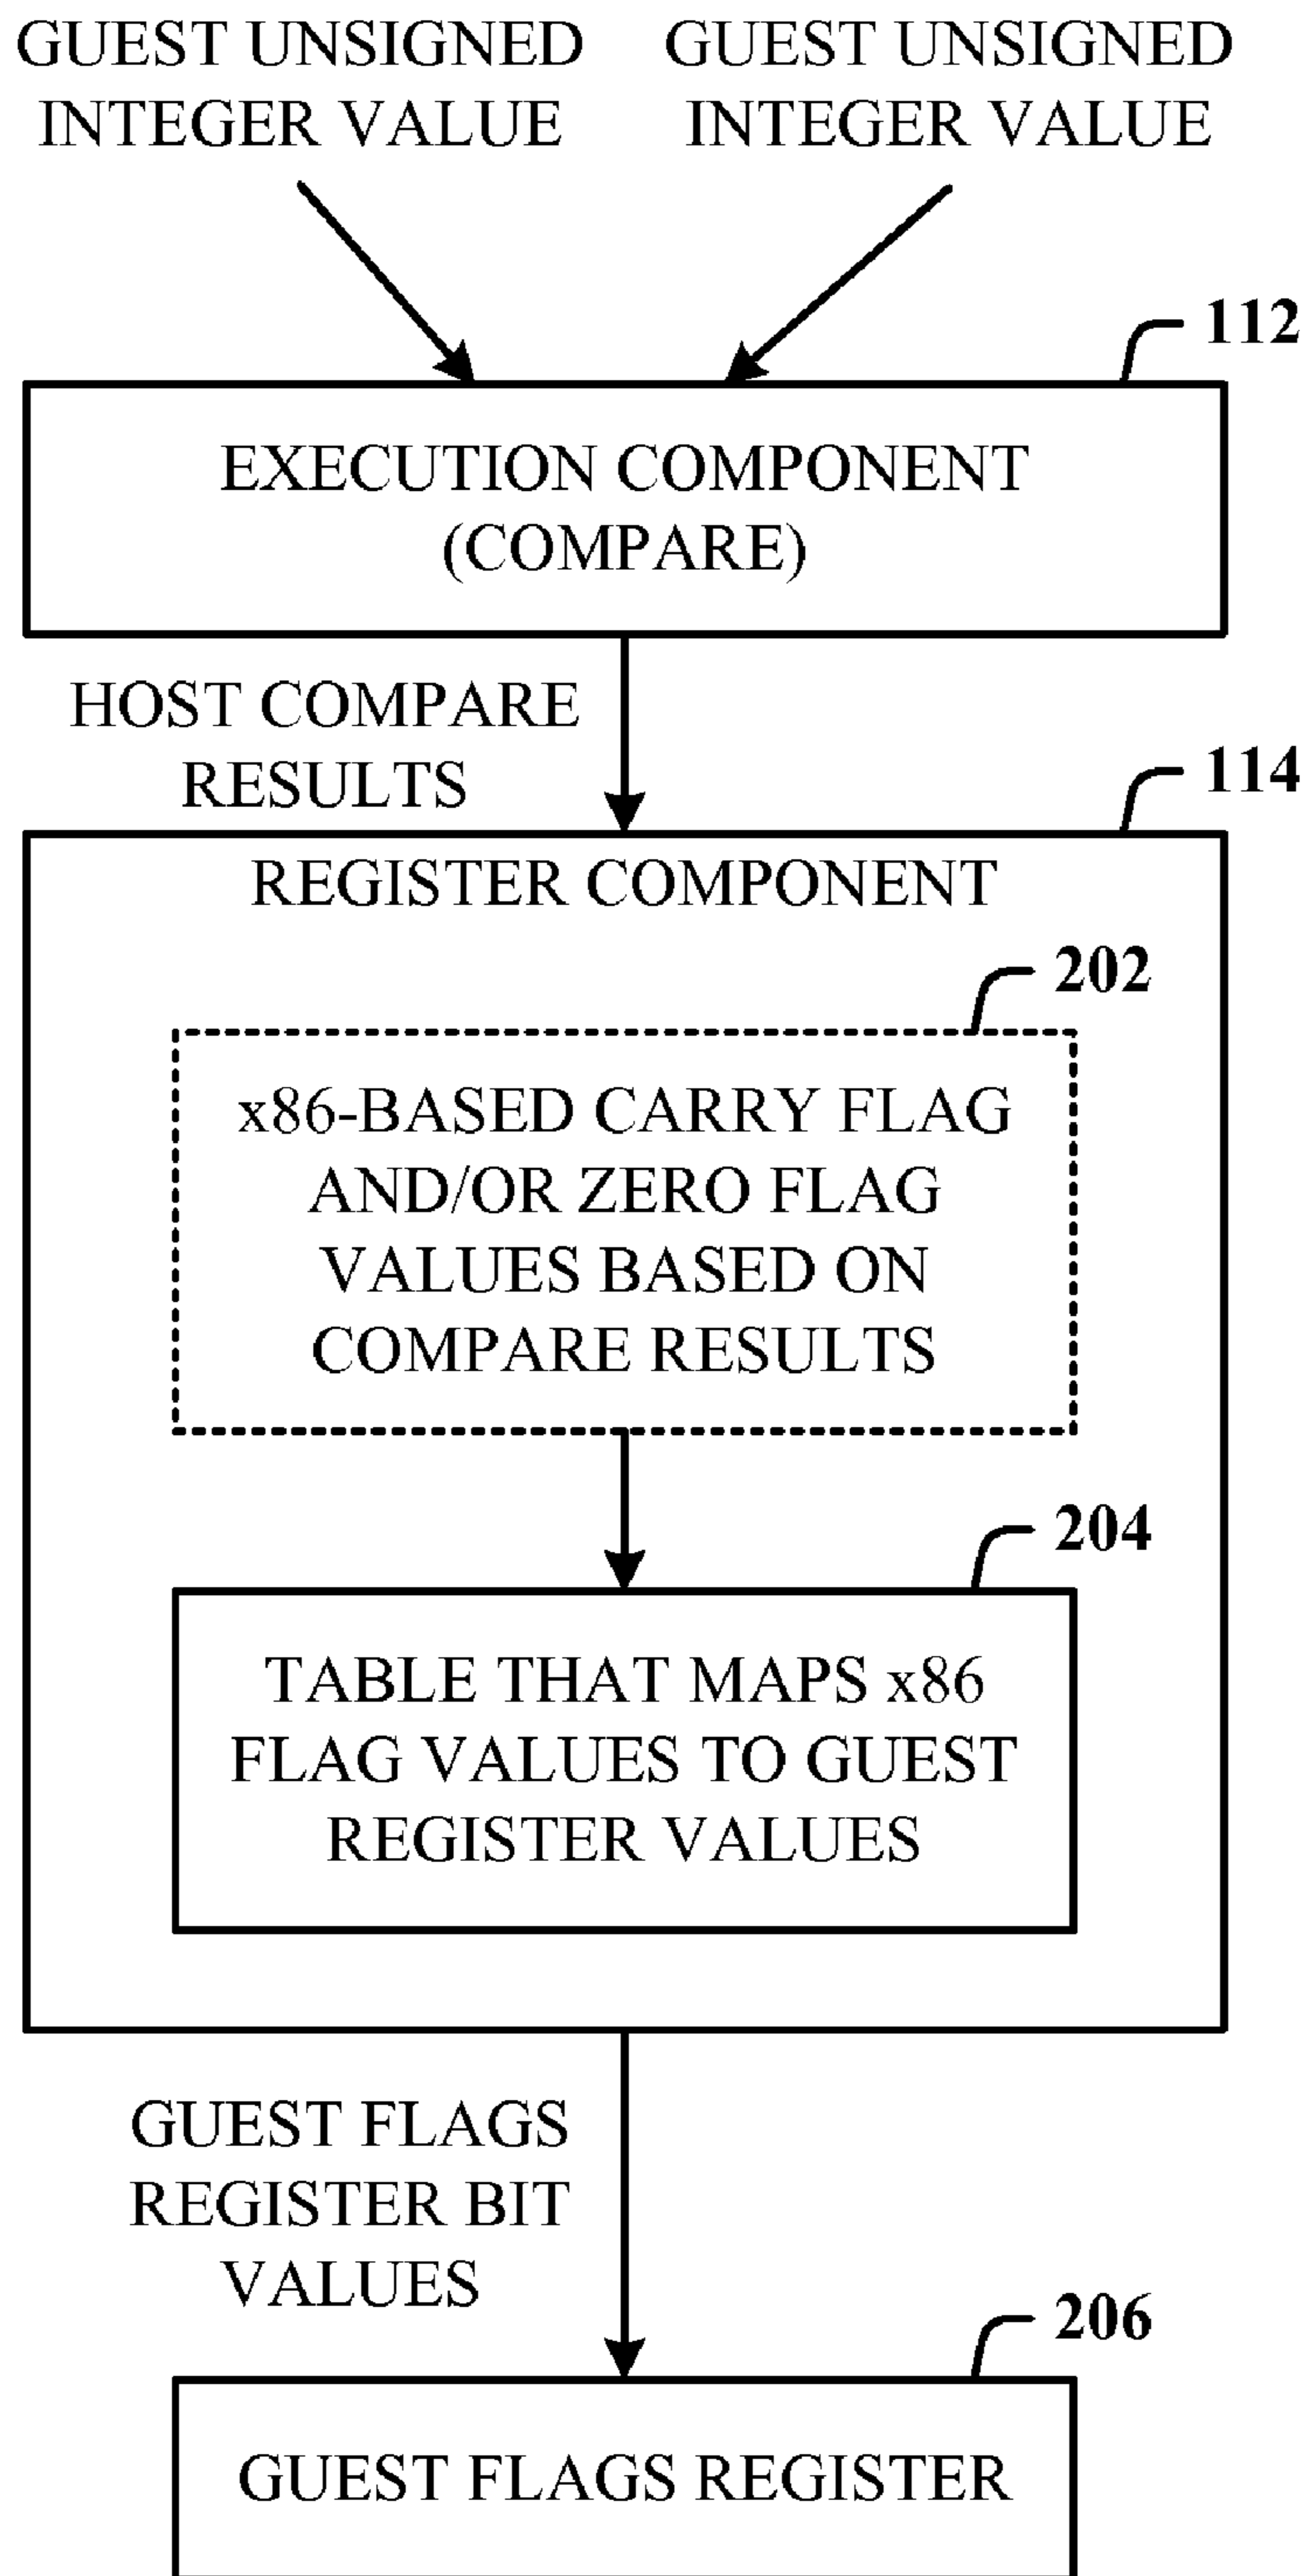 GUEST UNSIGNED
INTEGER VALUE
GUEST UNSIGNED
INTEGER VALUE
112
EXECUTION COMPONENT
(COMPARE)
HOST COMPARE
RESULTS
114
REGISTER COMPONENT
202
x86-BASED CARRY FLAG
AND/OR ZERO FLAG
VALUES BASED ON
COMPARE RESULTS
204
TABLE THAT MAPS x86
FLAG VALUES TO GUEST
REGISTER VALUES
GUEST FLAGS
REGISTER BIT
VALUES
206
GUEST FLAGS REGISTER